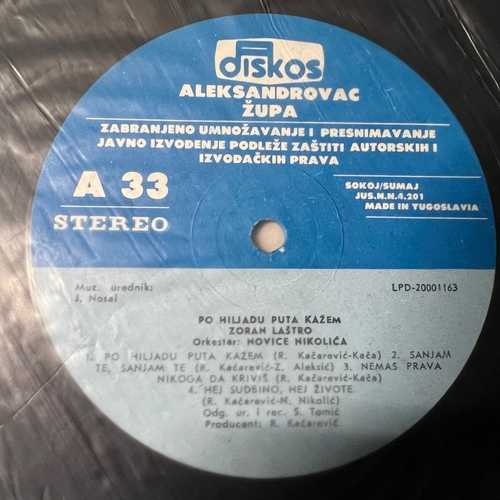 diskos
ALEKSANDROVAC
ŽUPA
ZABRANJENO UMNOŽAVANJE I PRESNIMAVANJE
JAVNO IZVOĐENJE PODLEŽE ZAŠTITI AUTORSKIH I
IZVOĐAČKIH PRAVA
A 33
STEREO
SOKOJ/SUMAJ
JUS.N.N.4.201
MADE IN YUGOSLAVIA
Muz. urednik:
J. Nosal
LPD-20001163
PO HILJADU PUTA KAŽEM
ZORAN LAŠTRO
Orkestar: NOVICE NIKOLIĆA
1. PO HILJADU PUTA KAŽEM (R. Kačarević-Kača) 2. SANJAM
TE, SANJAM TE (R. Kačarević-Z. Aleksić) 3. NEMAŠ PRAVA
NIKOGA DA KRIVIŠ (R. Kačarević-Kača)
4. HEJ SUDBINO, HEJ ŽIVOTE
(R. Kačarević-N. Nikolić)
Odg. ur. i rec. S. Tomić
Producent: R. Kačarević